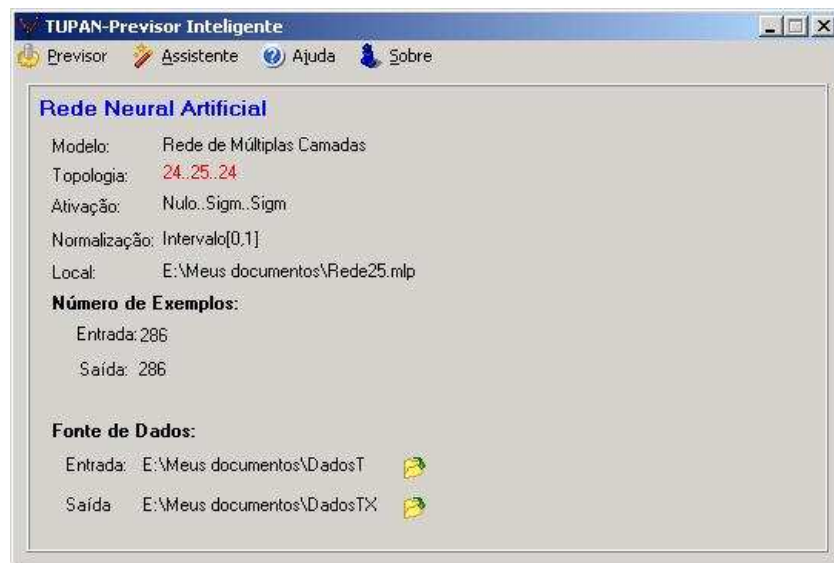 TUPAN-Previsor Inteligente
Previsor Assistente Ajuda Sobre
Rede Neural Artificial
Modelo: Rede de Múltiplas Camadas
Topologia: 24..25..24
Ativação: Nulo..Sigm..Sigm
Normalização: Intervalo[0,1]
Local: E:\Meus documentos\Rede25.mlp
Número de Exemplos:
Entrada: 286
Saída: 286
Fonte de Dados:
Entrada: E:\Meus documentos\DadosT
Saída E:\Meus documentos\DadosTX